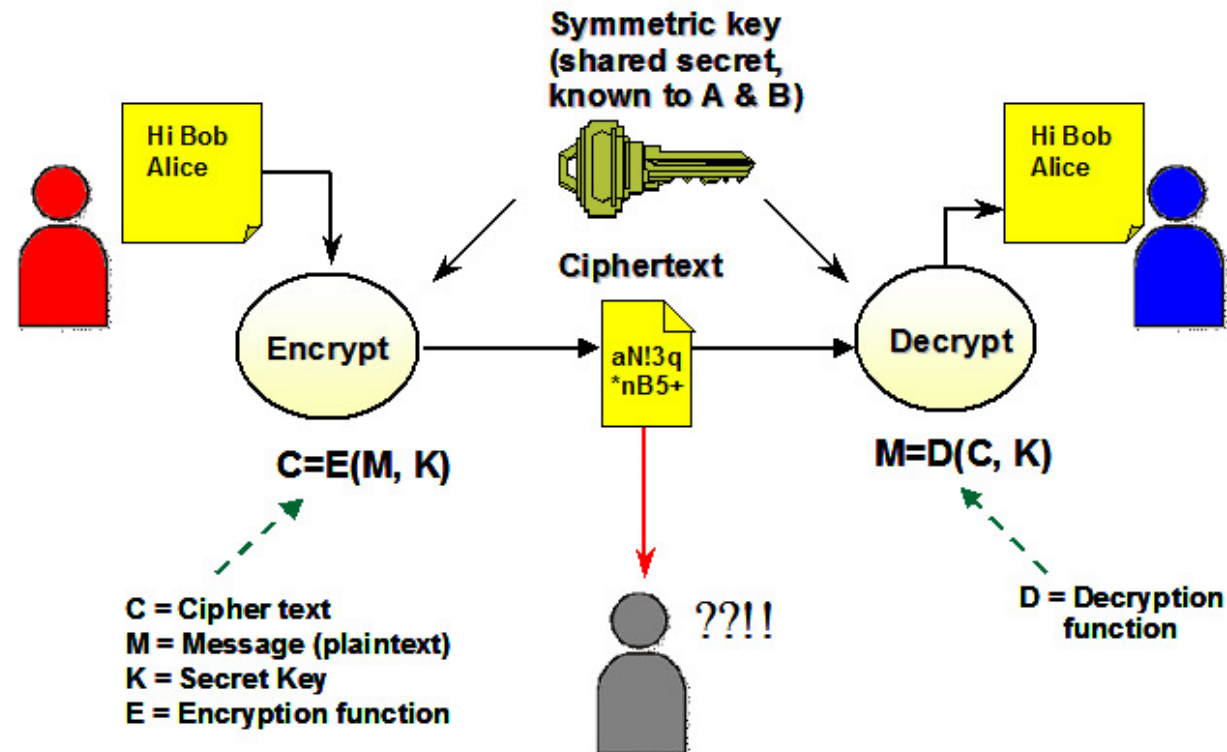 Symmetric key
(shared secret,
known to A & B)
Hi Bob
Alice
Hi Bob
Alice
Ciphertext
Encrypt
aN!3q
*nB5+
Decrypt
C=E(M, K)
M=D(C, K)
C = Cipher text
M = Message (plaintext)
K = Secret Key
E = Encryption function
??!!
D = Decryption
function